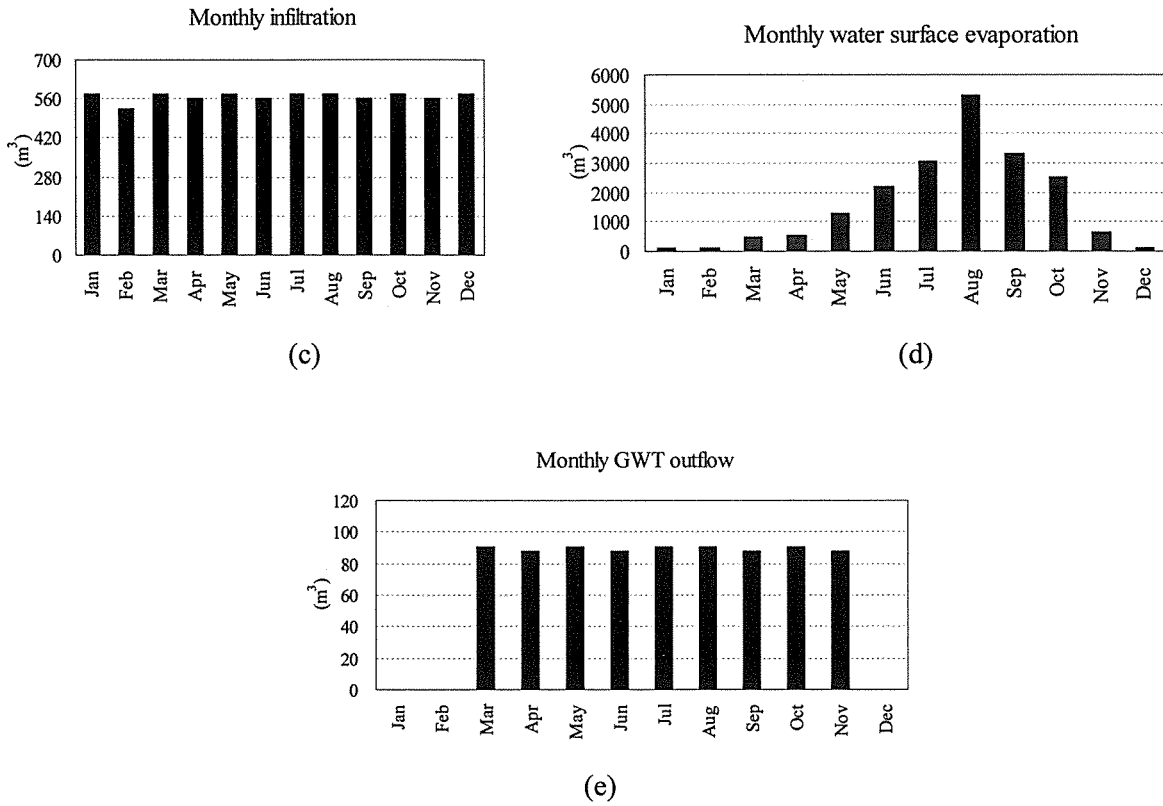 Monthly infiltration
700
560
420
280
140
0
(m³)
Jan
Feb
Mar
Apr
May
Jun
Jul
Aug
Sep
Oct
Nov
Dec
(c)
Monthly water surface evaporation
6000
5000
4000
3000
2000
1000
0
(m³)
Jan
Feb
Mar
Apr
May
Jun
Jul
Aug
Sep
Oct
Nov
Dec
(d)
Monthly GWT outflow
120
100
80
60
40
20
0
(m³)
Jan
Feb
Mar
Apr
May
Jun
Jul
Aug
Sep
Oct
Nov
Dec
(e)